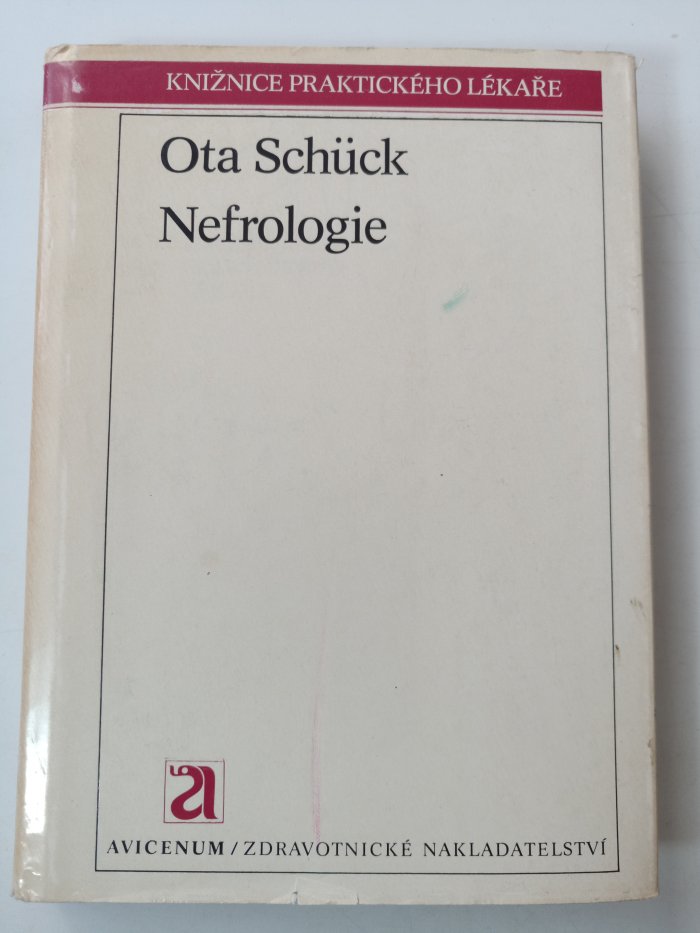 KNIŽNICE PRAKTICKÉHO LÉKAŘE
Ota Schück
Nefrologie
AVICENUM / ZDRAVOTNICKÉ NAKLADATELSTVÍ